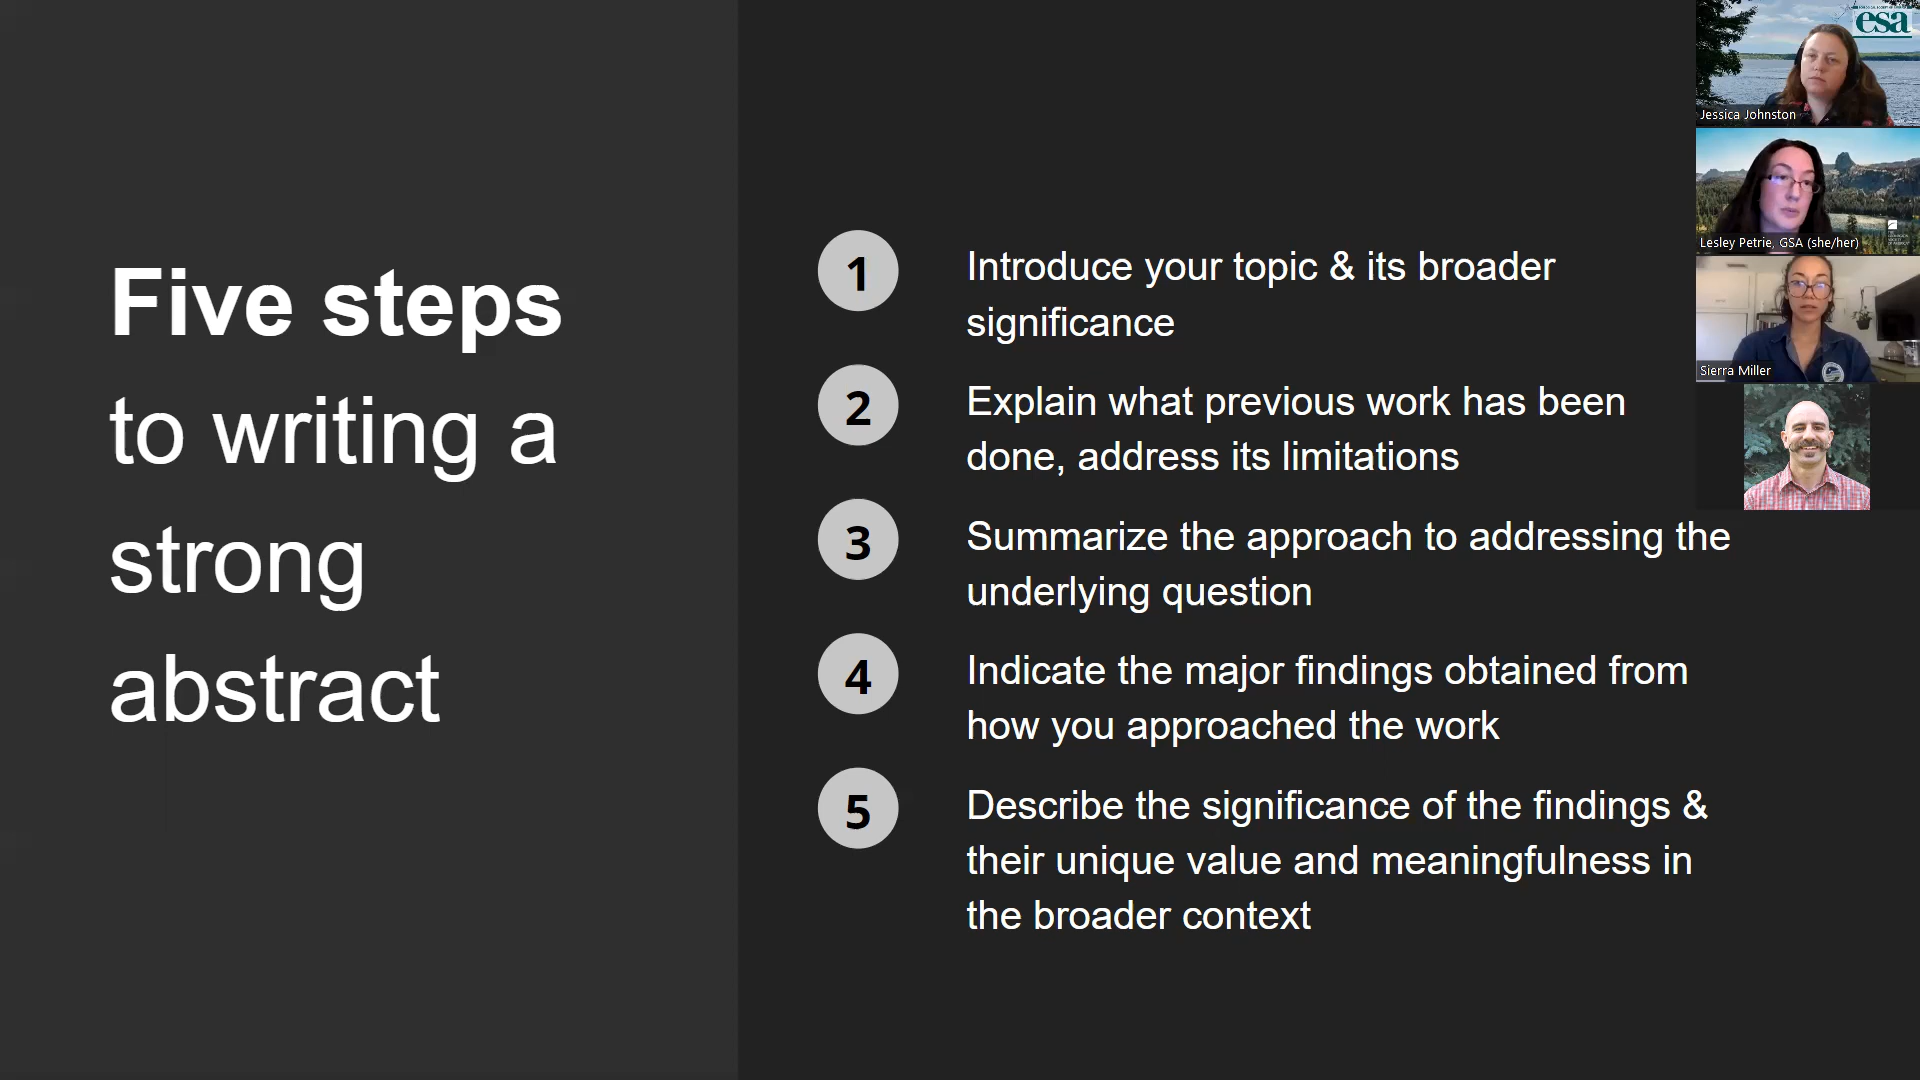 Five steps
to writing a
strong
abstract
1
Introduce your topic & its broader
significance
2
Explain what previous work has been
done, address its limitations
3
Summarize the approach to addressing the
underlying question
4
Indicate the major findings obtained from
how you approached the work
5
Describe the significance of the findings &
their unique value and meaningfulness in
the broader context
esa
Jessica Johnston
Lesley Petrie, GSA (she/her)
Sierra Miller